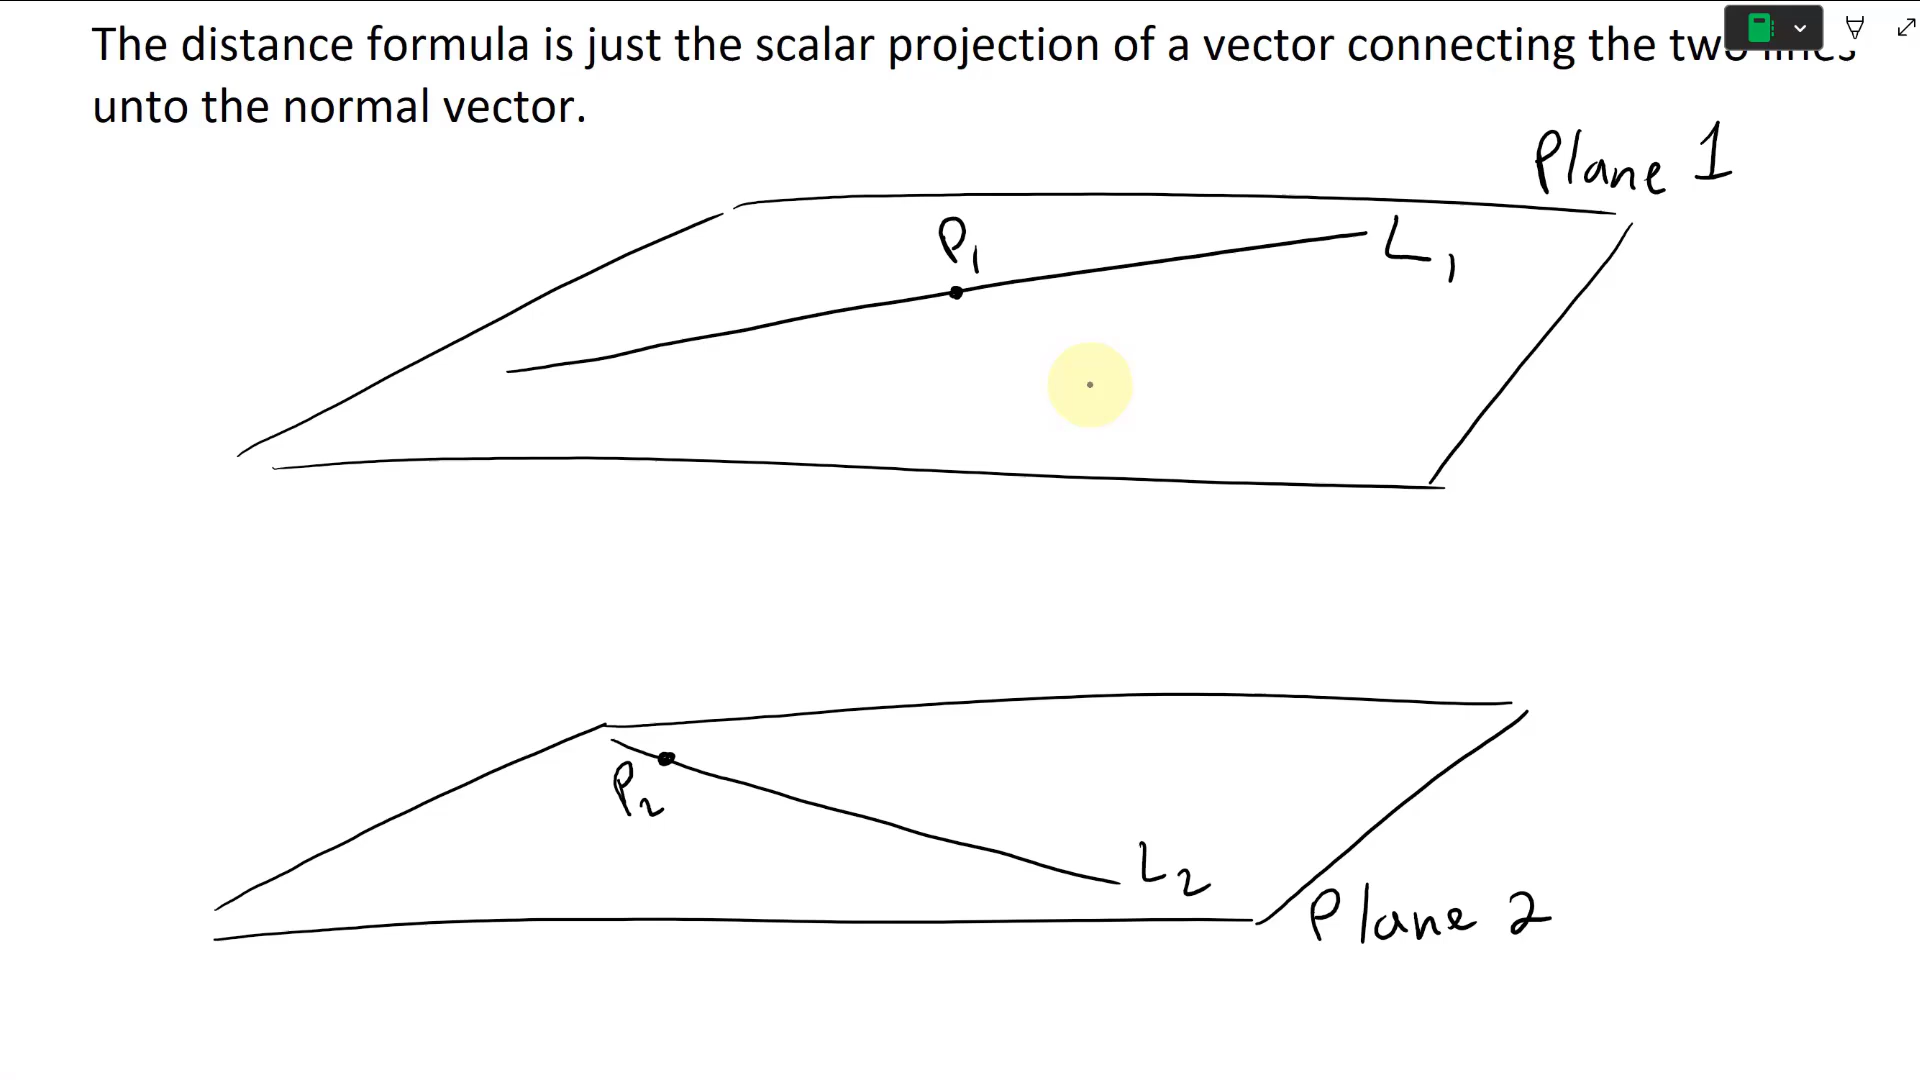 The distance formula is just the scalar projection of a vector connecting the two lines
unto the normal vector.
Plane 1
P₁
L₁
P₂
L₂
Plane 2